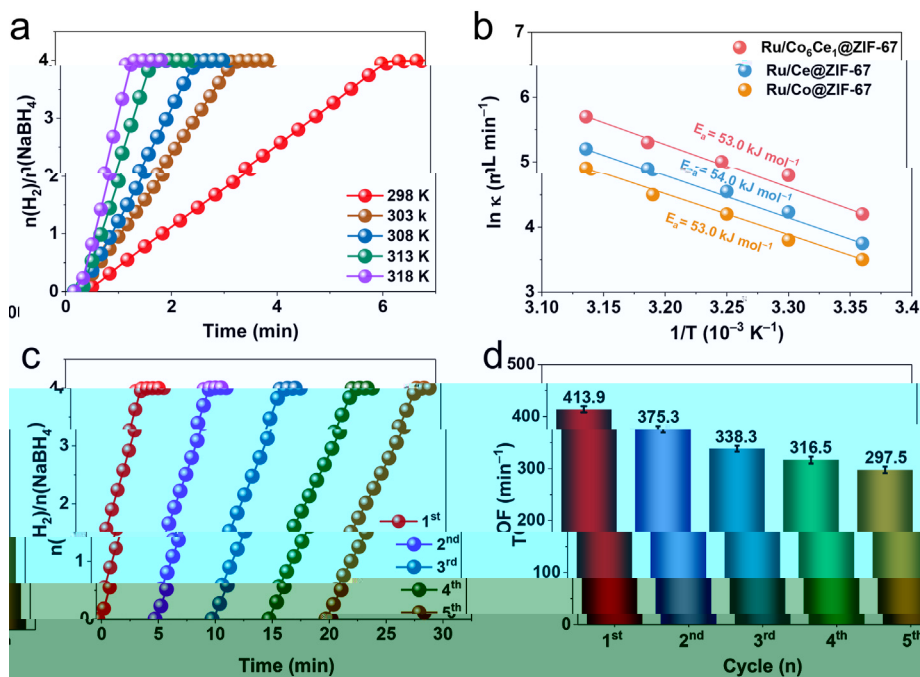 a
n(H2)/n(NaBH4)
4
3
2
1
0
298 K
303 k
308 K
313 K
318 K
0
2
4
6
Time (min)
b
ln κ (mL min⁻¹)
7
6
5
4
3
Ru/Co6Ce1@ZIF-67
Ru/Ce@ZIF-67
Ru/Co@ZIF-67
Ea = 53.0 kJ mol⁻¹
Ea = 54.0 kJ mol⁻¹
Ea = 53.0 kJ mol⁻¹
3.10
3.15
3.20
3.25
3.30
3.35
3.4
1/T (10⁻³ K⁻¹)
c
n(H2)/n(NaBH4)
4
3
2
1
0
1st
2nd
3rd
4th
5th
0
5
10
15
20
25
30
Time (min)
d
TOF (min⁻¹)
500
400
300
200
100
0
413.9
375.3
338.3
316.5
297.5
1st
2nd
3rd
4th
5th
Cycle (n)